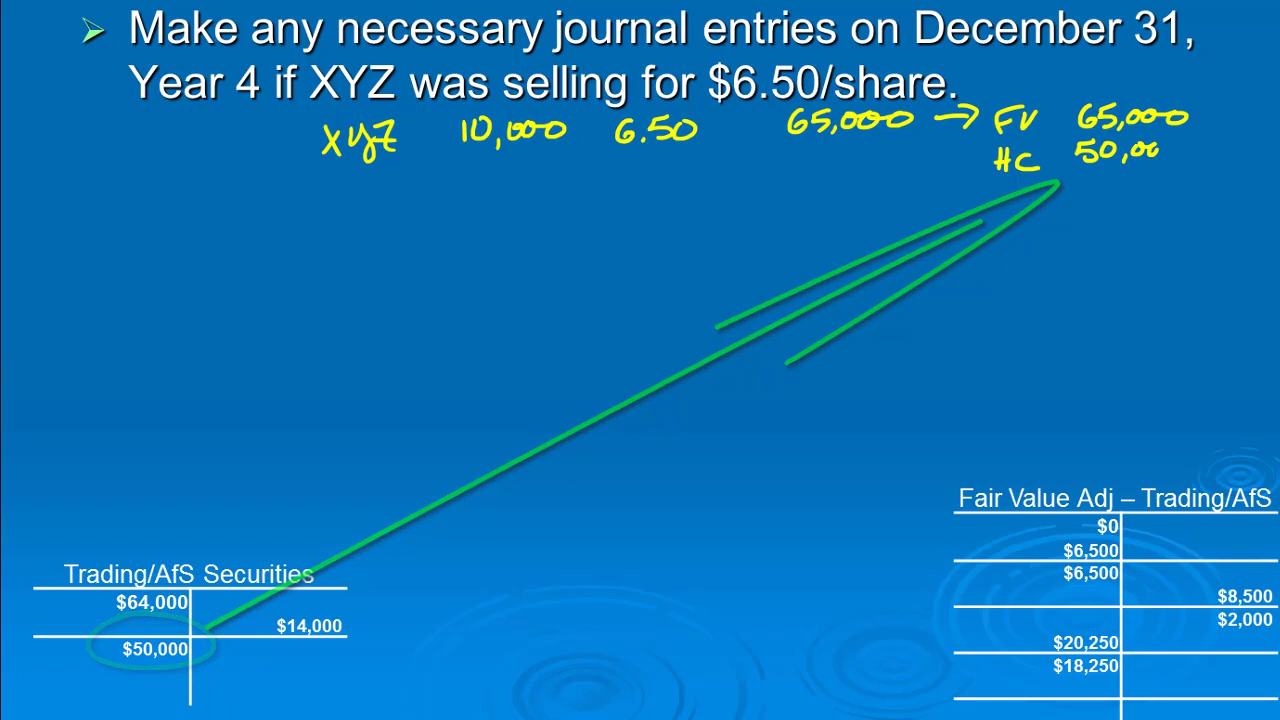 ➢ Make any necessary journal entries on December 31,
Year 4 if XYZ was selling for $6.50/share.
XYZ 10,000 6.50 65,000 → FV 65,000
HC 50,00
Trading/AfS Securities
$64,000
$14,000
$50,000
Fair Value Adj – Trading/AfS
$0
$6,500
$6,500
$8,500
$2,000
$20,250
$18,250